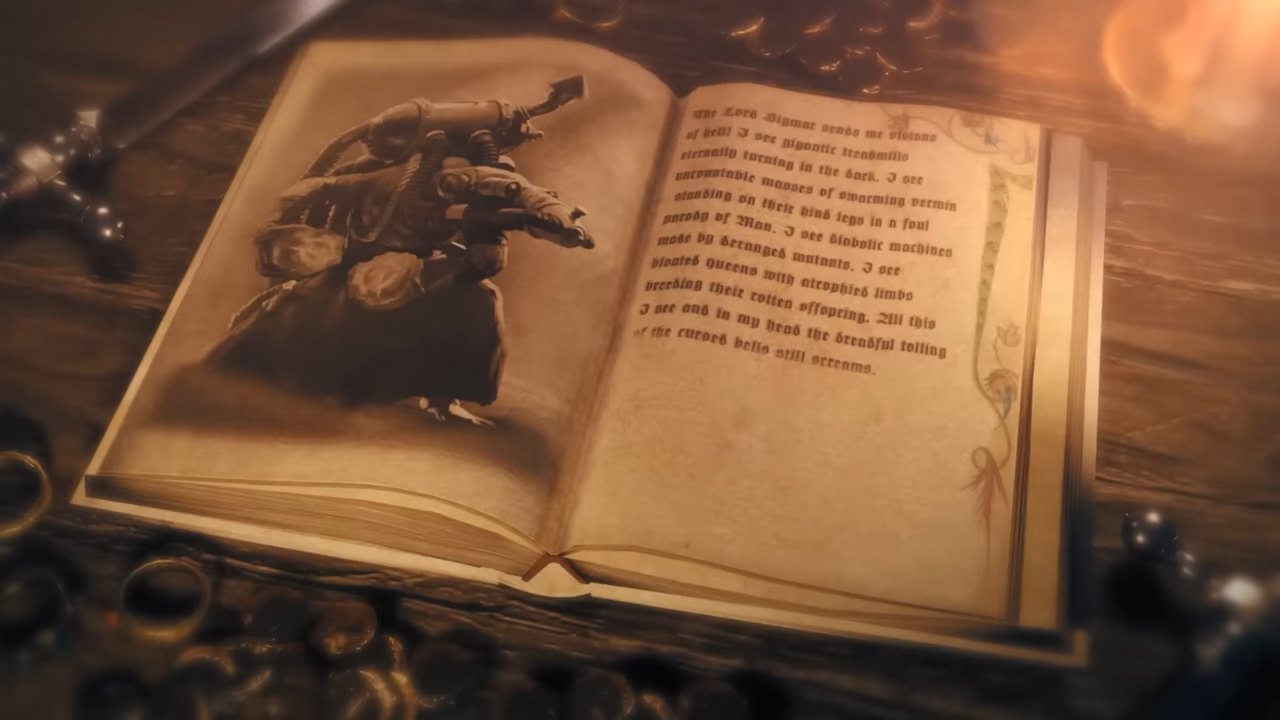 The Lord Sigmar sends me visions
of hell! I see gigantic treadmills
eternally turning in the dark. I see
uncountable masses of swarming vermin
standing on their hind legs in a foul
parody of Man. I see diabolic machines
made by deranged mutants. I see
bloated queens with atrophied limbs
breeding their rotten offspring. All this
I see and in my head the dreadful tolling
of the cursed bells still screams.